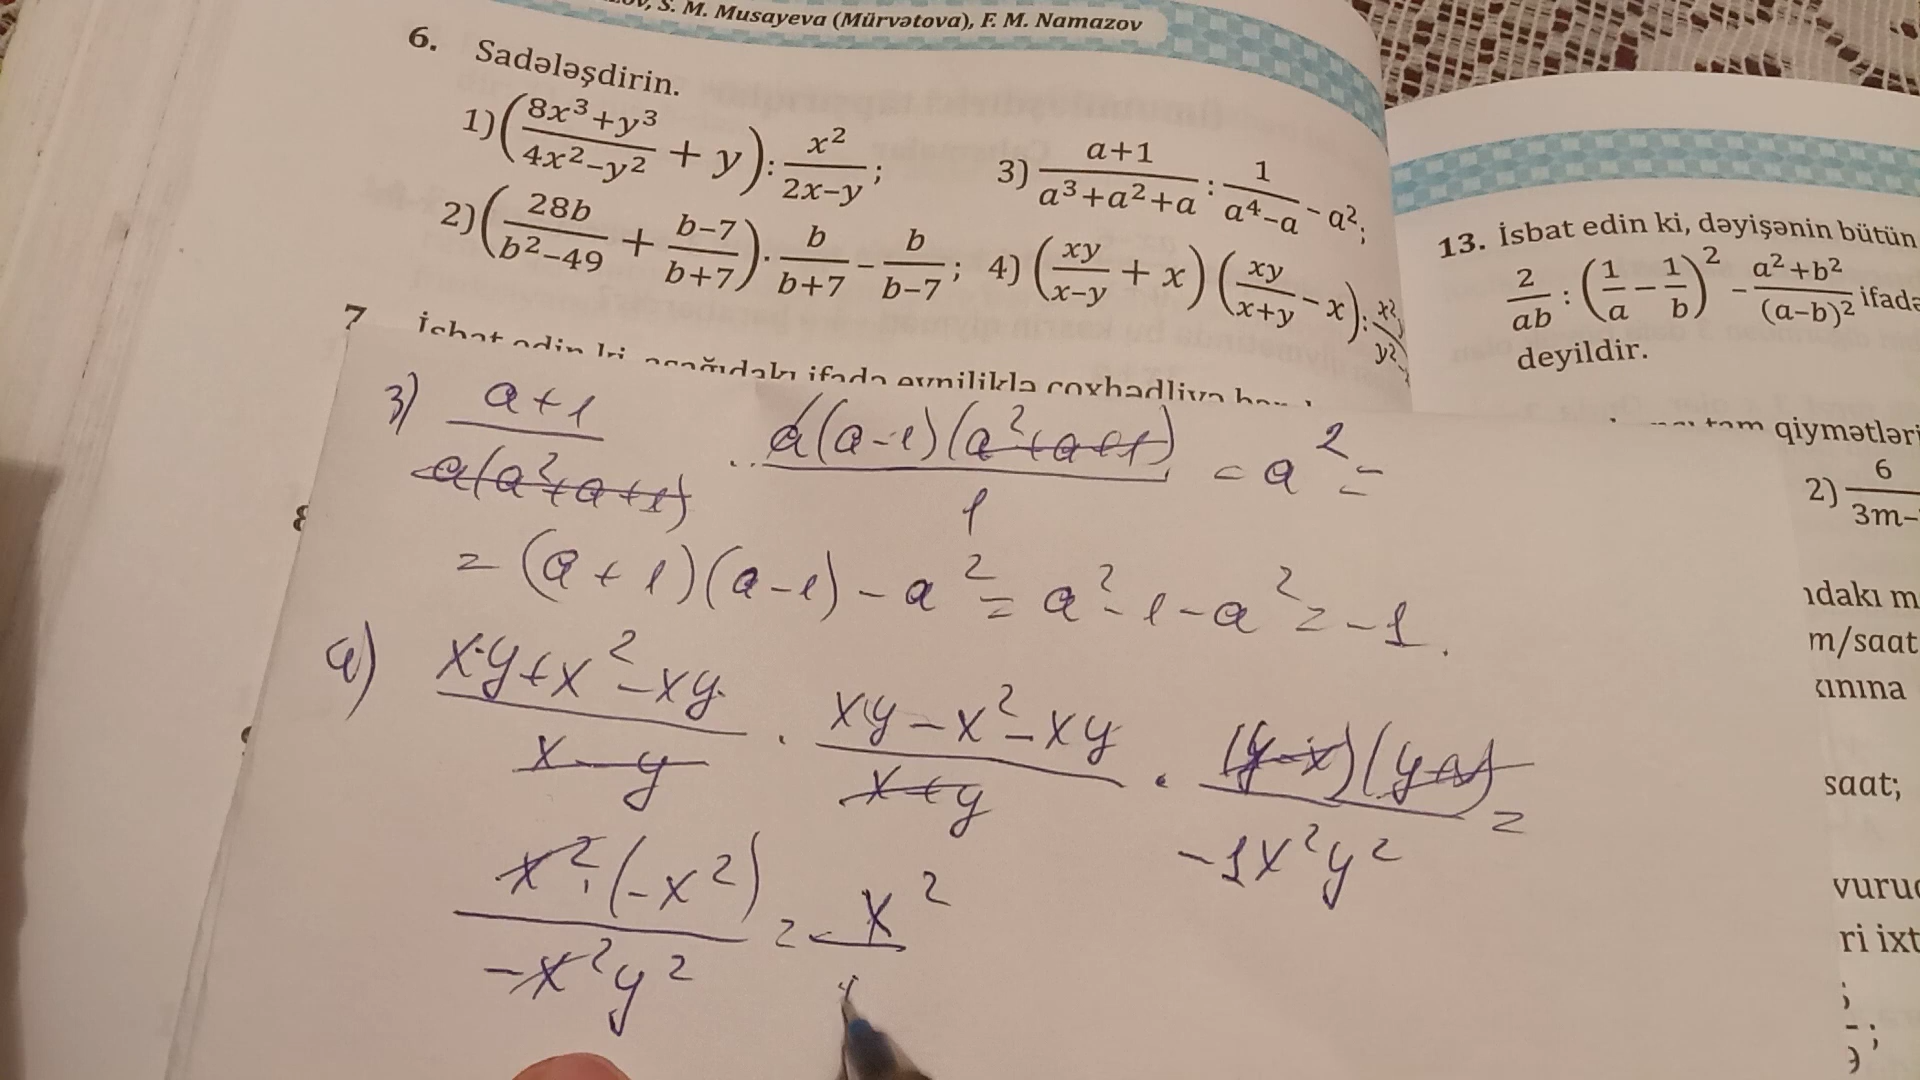 S. M. Musayeva (Mürvətova), F. M. Namazov
6. Sadələşdirin.
1) (8x³+y³/4x²–y² + y) : x²/2x–y ;
3) a+1/a³+a²+a : 1/a⁴–a – a²;
2) (28b/b²–49 + b–7/b+7) · b/b+7 – b/b–7 ;
4) (xy/x–y + x) (xy/x+y – x) : x²/y²
7
3) a+1/a(a²+a+1) · a(a-1)(a²+a+1)/1 - a² =
= (a+1)(a-1) - a² = a²-1-a² = -1.
4) x·y+x²-xy/x-y · xy-x²-xy/x+y · (y-x)(y+x)/-1x²y² =
x²·(-x²)/-x²y² = x²
13. İsbat edin ki, dəyişənin bütün
2/ab : (1/a – 1/b)² – a²+b²/(a–b)² ifadə
deyildir.
qiymətləri
2) 6/3m–
m/saat
saat;
ri ixt